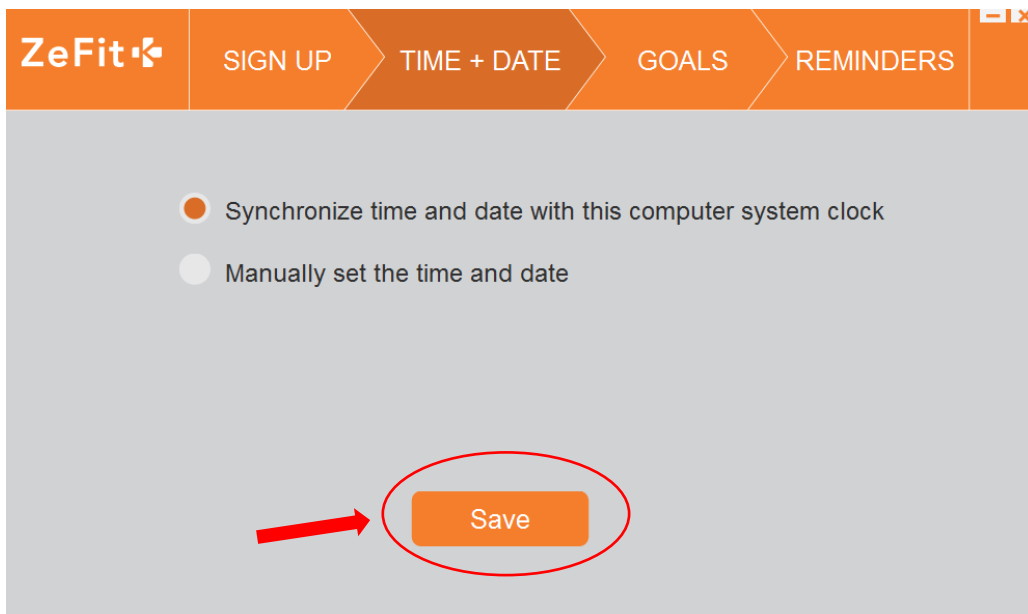 ZeFit
SIGN UP
TIME + DATE
GOALS
REMINDERS
Synchronize time and date with this computer system clock
Manually set the time and date
Save